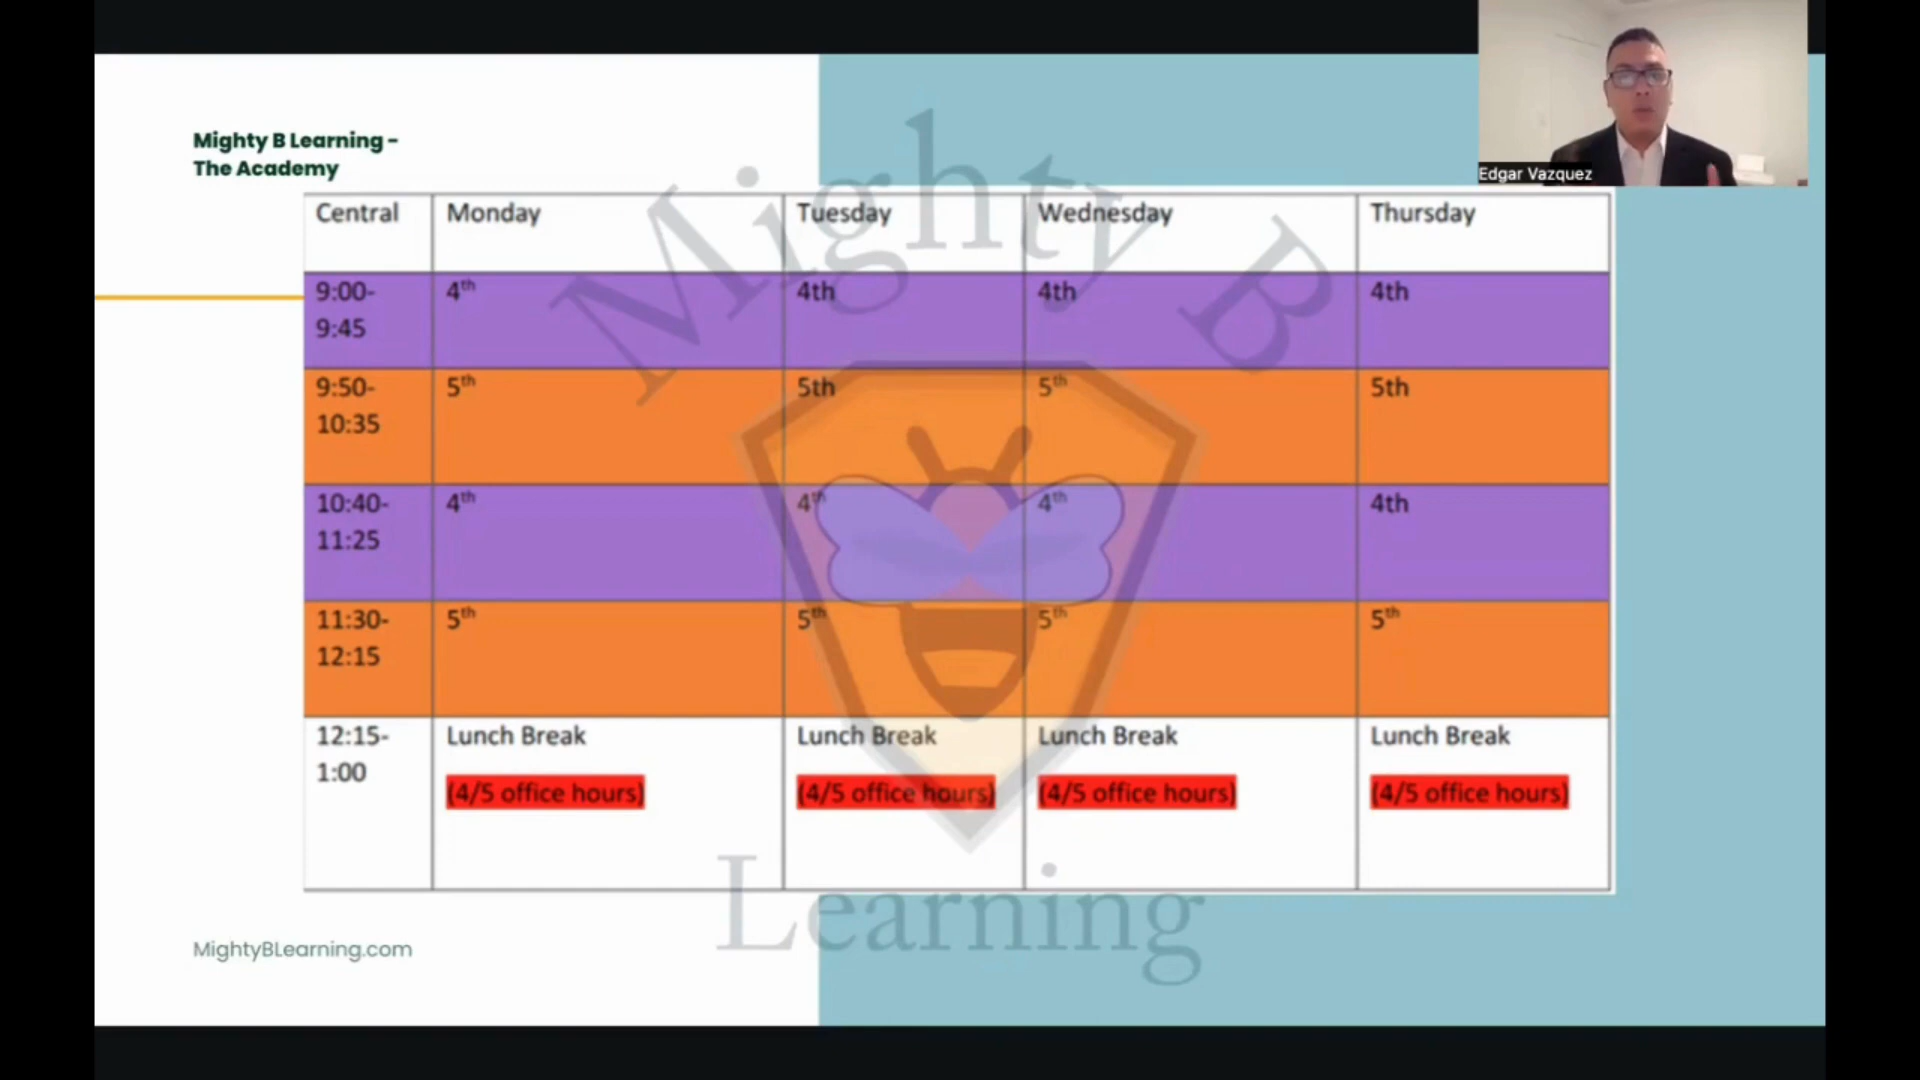 Edgar Vazquez
Mighty B Learning -
The Academy
Mighty B
Central Monday Tuesday Wednesday Thursday
9:00-
9:45 4th 4th 4th 4th
9:50-
10:35 5th 5th 5th 5th
10:40-
11:25 4th 4th 4th 4th
11:30-
12:15 5th 5th 5th 5th
12:15-
1:00 Lunch Break Lunch Break Lunch Break Lunch Break
(4/5 office hours) (4/5 office hours) (4/5 office hours) (4/5 office hours)
Learning
MightyBLearning.com